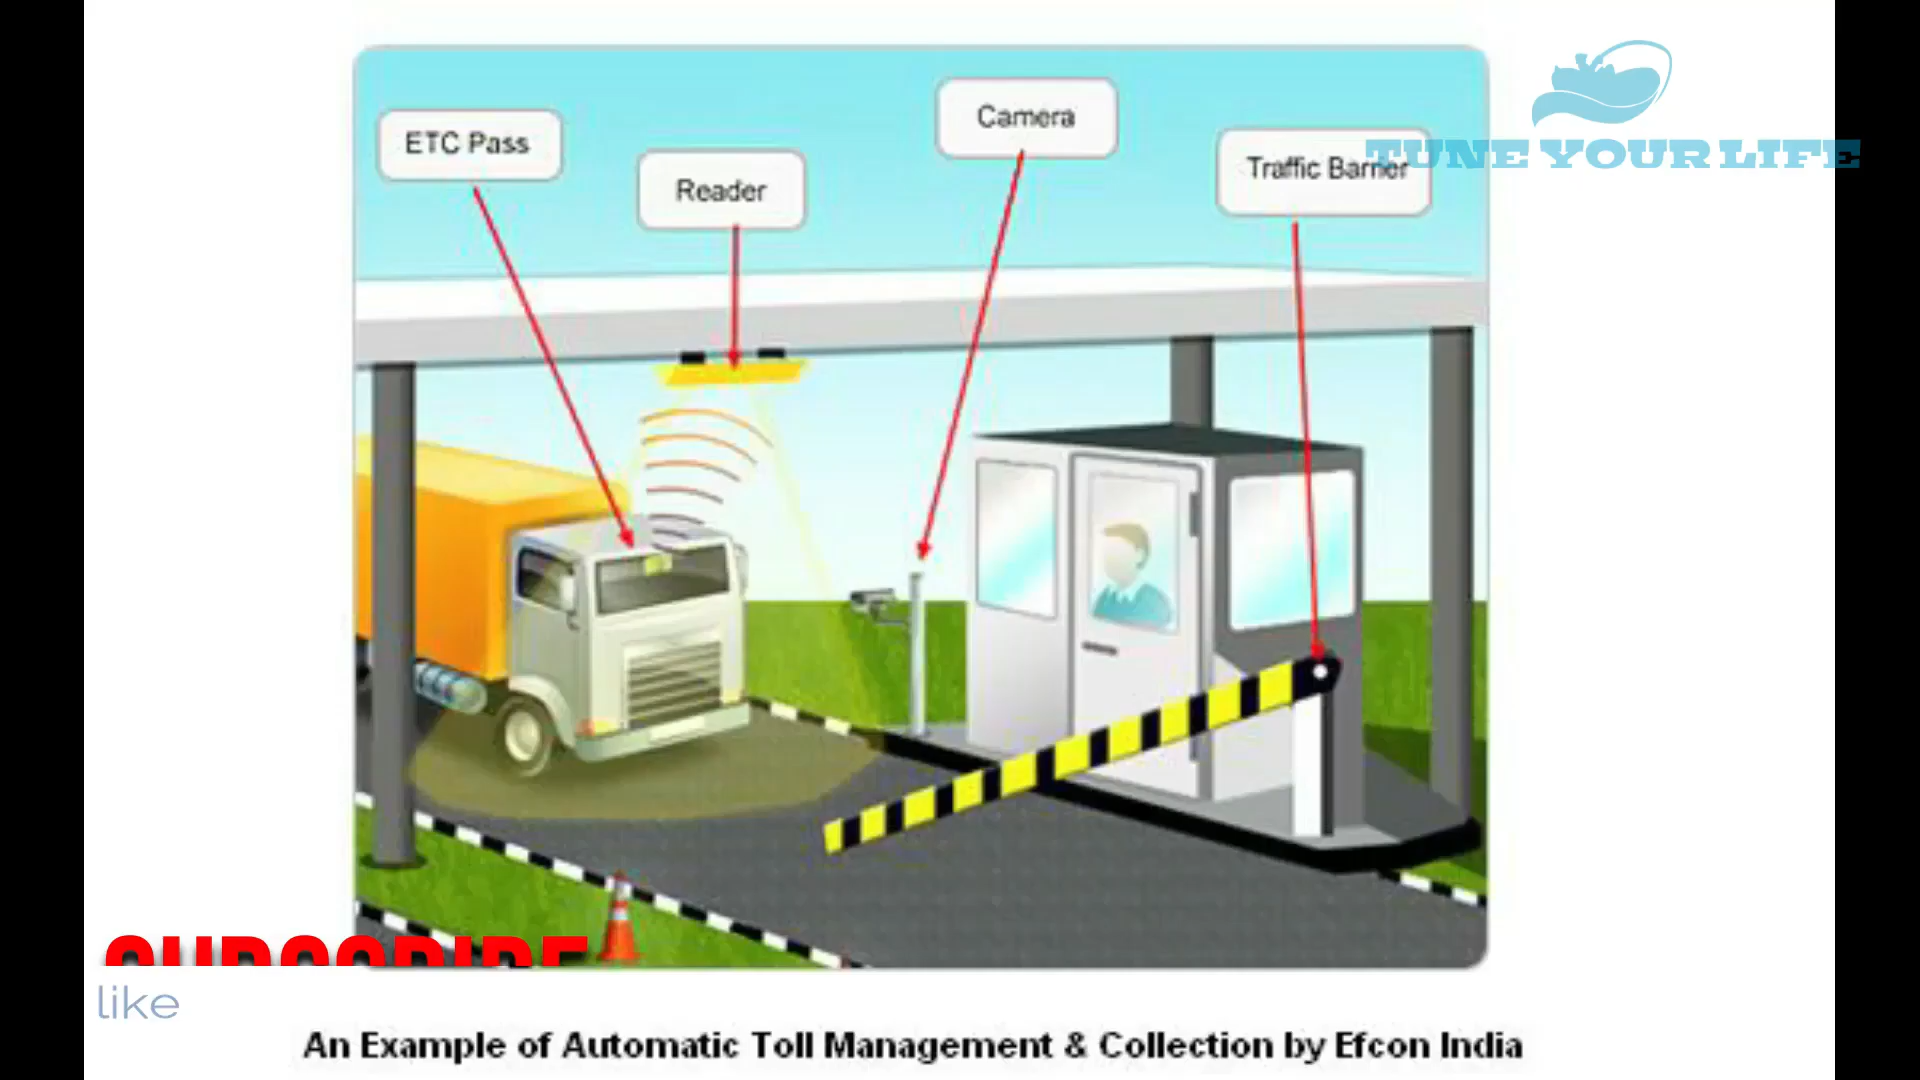 TUNE YOUR LIFE
Camera
ETC Pass
Traffic Barrier
Reader
SUBSCRIBE
like
An Example of Automatic Toll Management & Collection by Efcon India